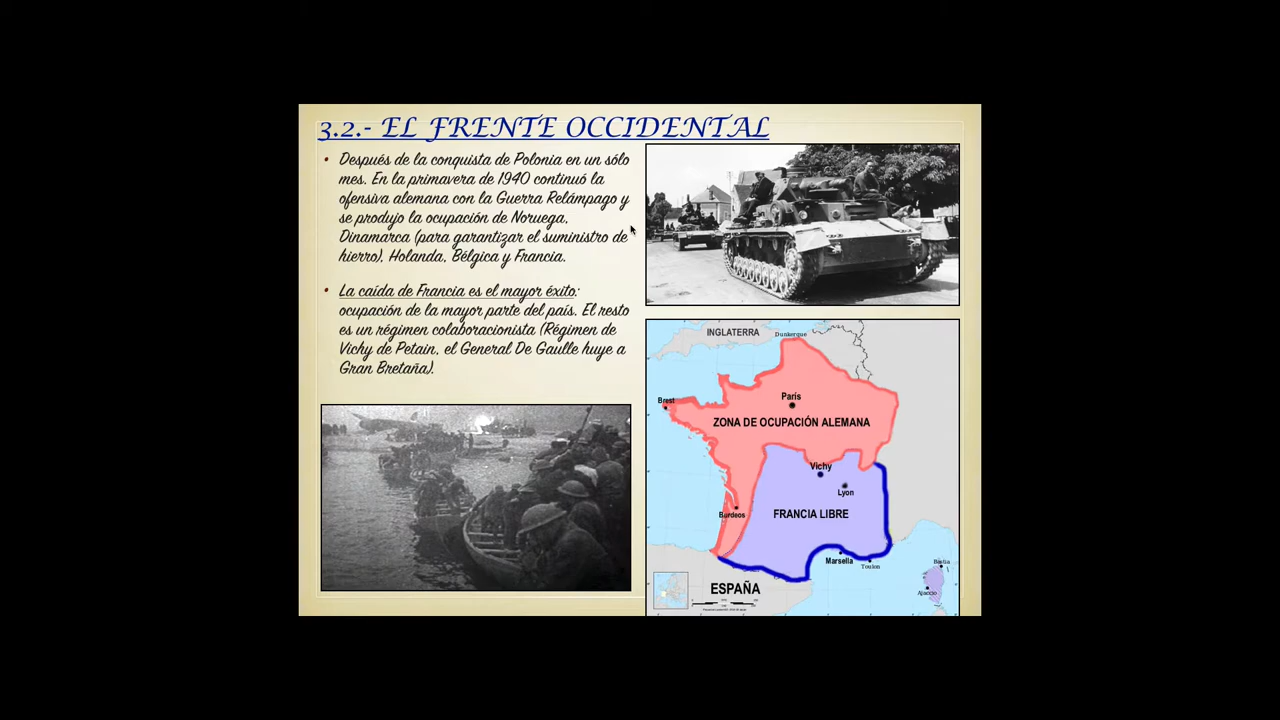 3.2.- EL FRENTE OCCIDENTAL
• Después de la conquista de Polonia en un sólo
mes. En la primavera de 1940 continuó la
ofensiva alemana con la Guerra Relámpago y
se produjo la ocupación de Noruega,
Dinamarca (para garantizar el suministro de
hierro), Holanda, Bélgica y Francia.
• La caída de Francia es el mayor éxito:
ocupación de la mayor parte del país. El resto
es un régimen colaboracionista (Régimen de
Vichy de Petain, el General De Gaulle huye a
Gran Bretaña).
INGLATERRA
Dunkerque
Brest
París
ZONA DE OCUPACIÓN ALEMANA
Vichy
Lyon
Burdeos
FRANCIA LIBRE
Marsella
Toulon
Bastia
Ajaccio
ESPAÑA